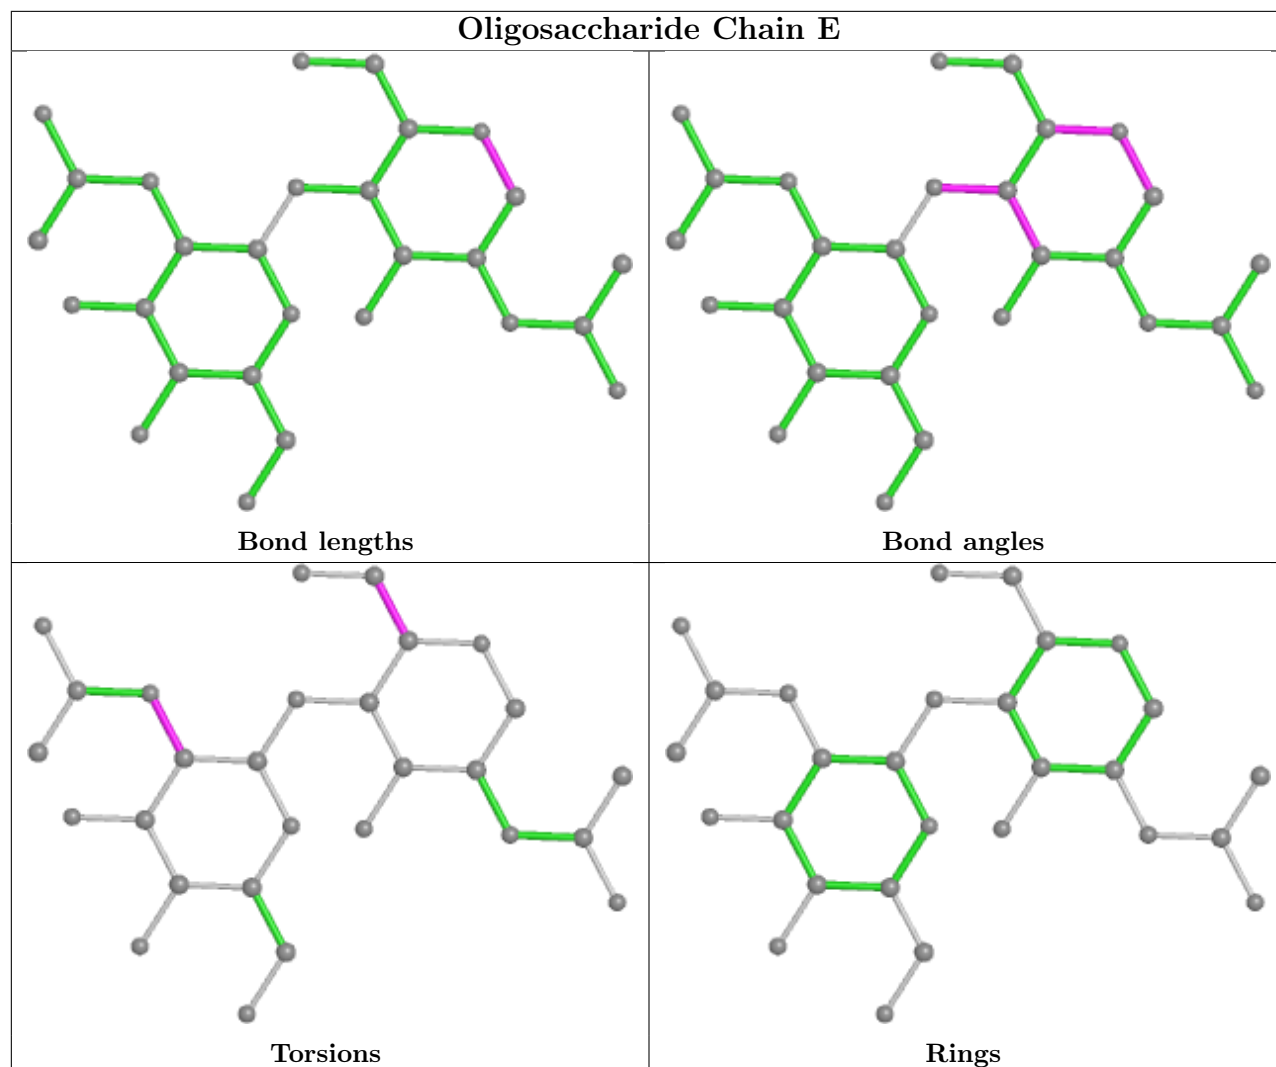 Oligosaccharide Chain E
Bond lengths
Bond angles
Torsions
Rings